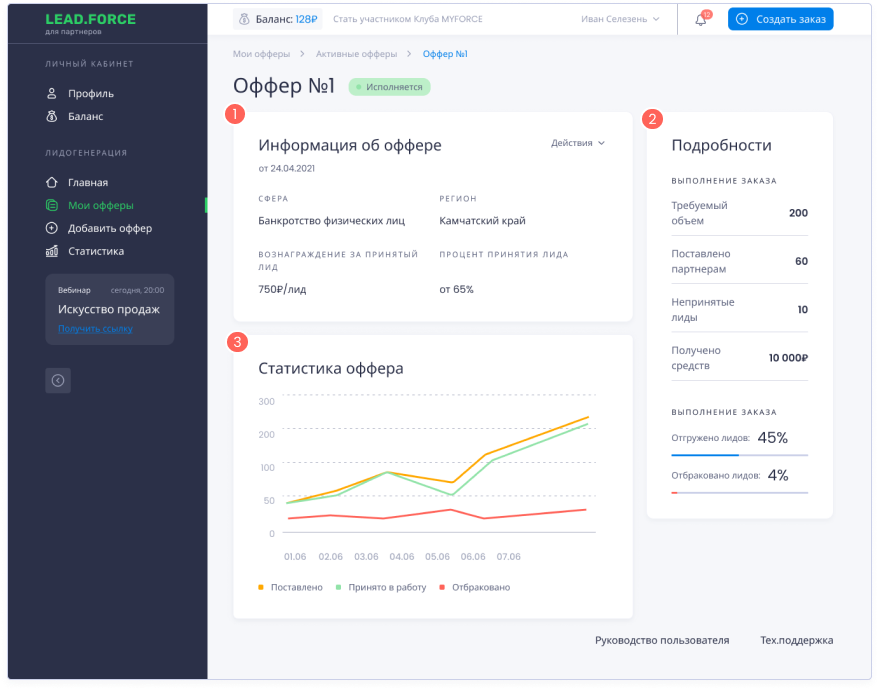 LEAD.FORCE
для партнеров
Баланс: 128₽
Стать участником Клуба MYFORCE
Иван Селезень
12
Создать заказ
ЛИЧНЫЙ КАБИНЕТ
Профиль
Баланс
ЛИДОГЕНЕРАЦИЯ
Главная
Мои офферы
Добавить оффер
Статистика
Вебинар
сегодня, 20:00
Искусство продаж
Получить ссылку
Мои офферы > Активные офферы > Оффер №1
Оффер №1
Исполняется
1
Информация об оффере
Действия
от 24.04.2021
СФЕРА
РЕГИОН
Банкротство физических лиц
Камчатский край
ВОЗНАГРАЖДЕНИЕ ЗА ПРИНЯТЫЙ
ЛИД
ПРОЦЕНТ ПРИНЯТИЯ ЛИДА
750₽/лид
от 65%
2
Подробности
ВЫПОЛНЕНИЕ ЗАКАЗА
Требуемый
объем
200
Поставлено
партнерам
60
Непринятые
лиды
10
Получено
средств
10 000₽
ВЫПОЛНЕНИЕ ЗАКАЗА
Отгружено лидов: 45%
Отбраковано лидов: 4%
3
Статистика оффера
300
200
100
50
0
01.06 02.06 03.06 04.06 05.06 06.06 07.06
Поставлено
Принято в работу
Отбраковано
Руководство пользователя
Тех.поддержка